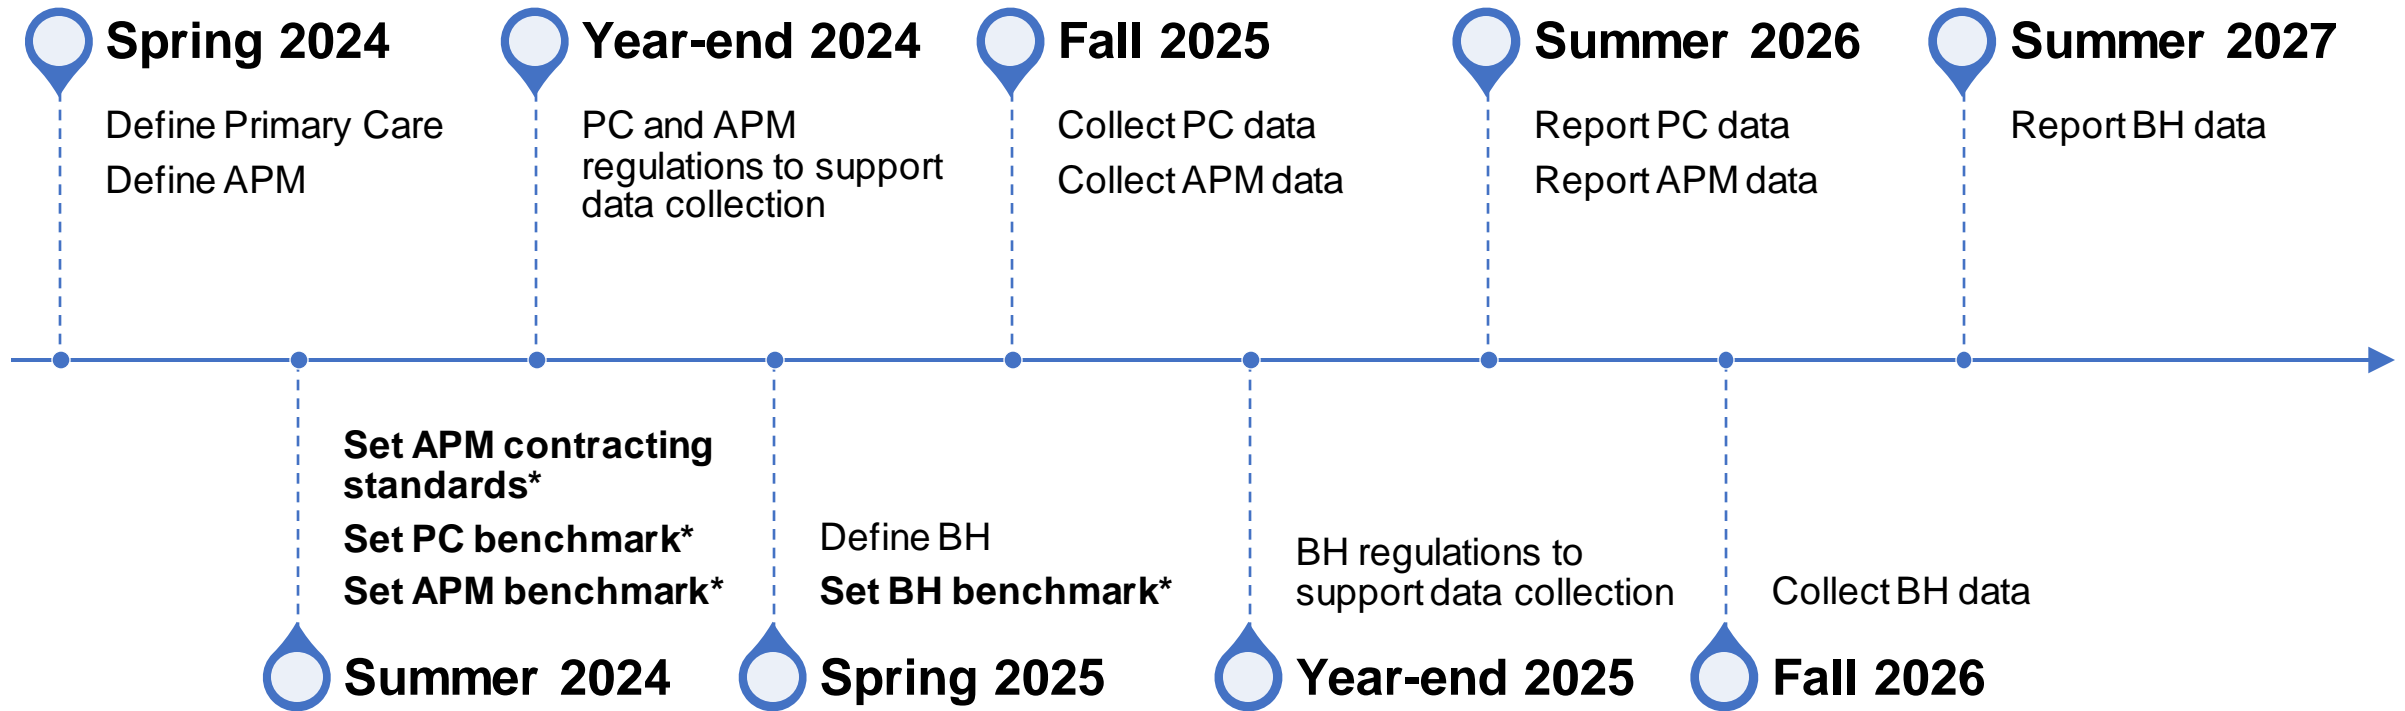 Spring 2024
Define Primary Care
Define APM
Year-end 2024
PC and APM
regulations to support
data collection
Fall 2025
Collect PC data
Collect APM data
Summer 2026
Report PC data
Report APM data
Summer 2027
Report BH data
Set APM contracting
standards*
Set PC benchmark*
Set APM benchmark*
Summer 2024
Define BH
Set BH benchmark*
Spring 2025
BH regulations to
support data collection
Year-end 2025
Collect BH data
Fall 2026